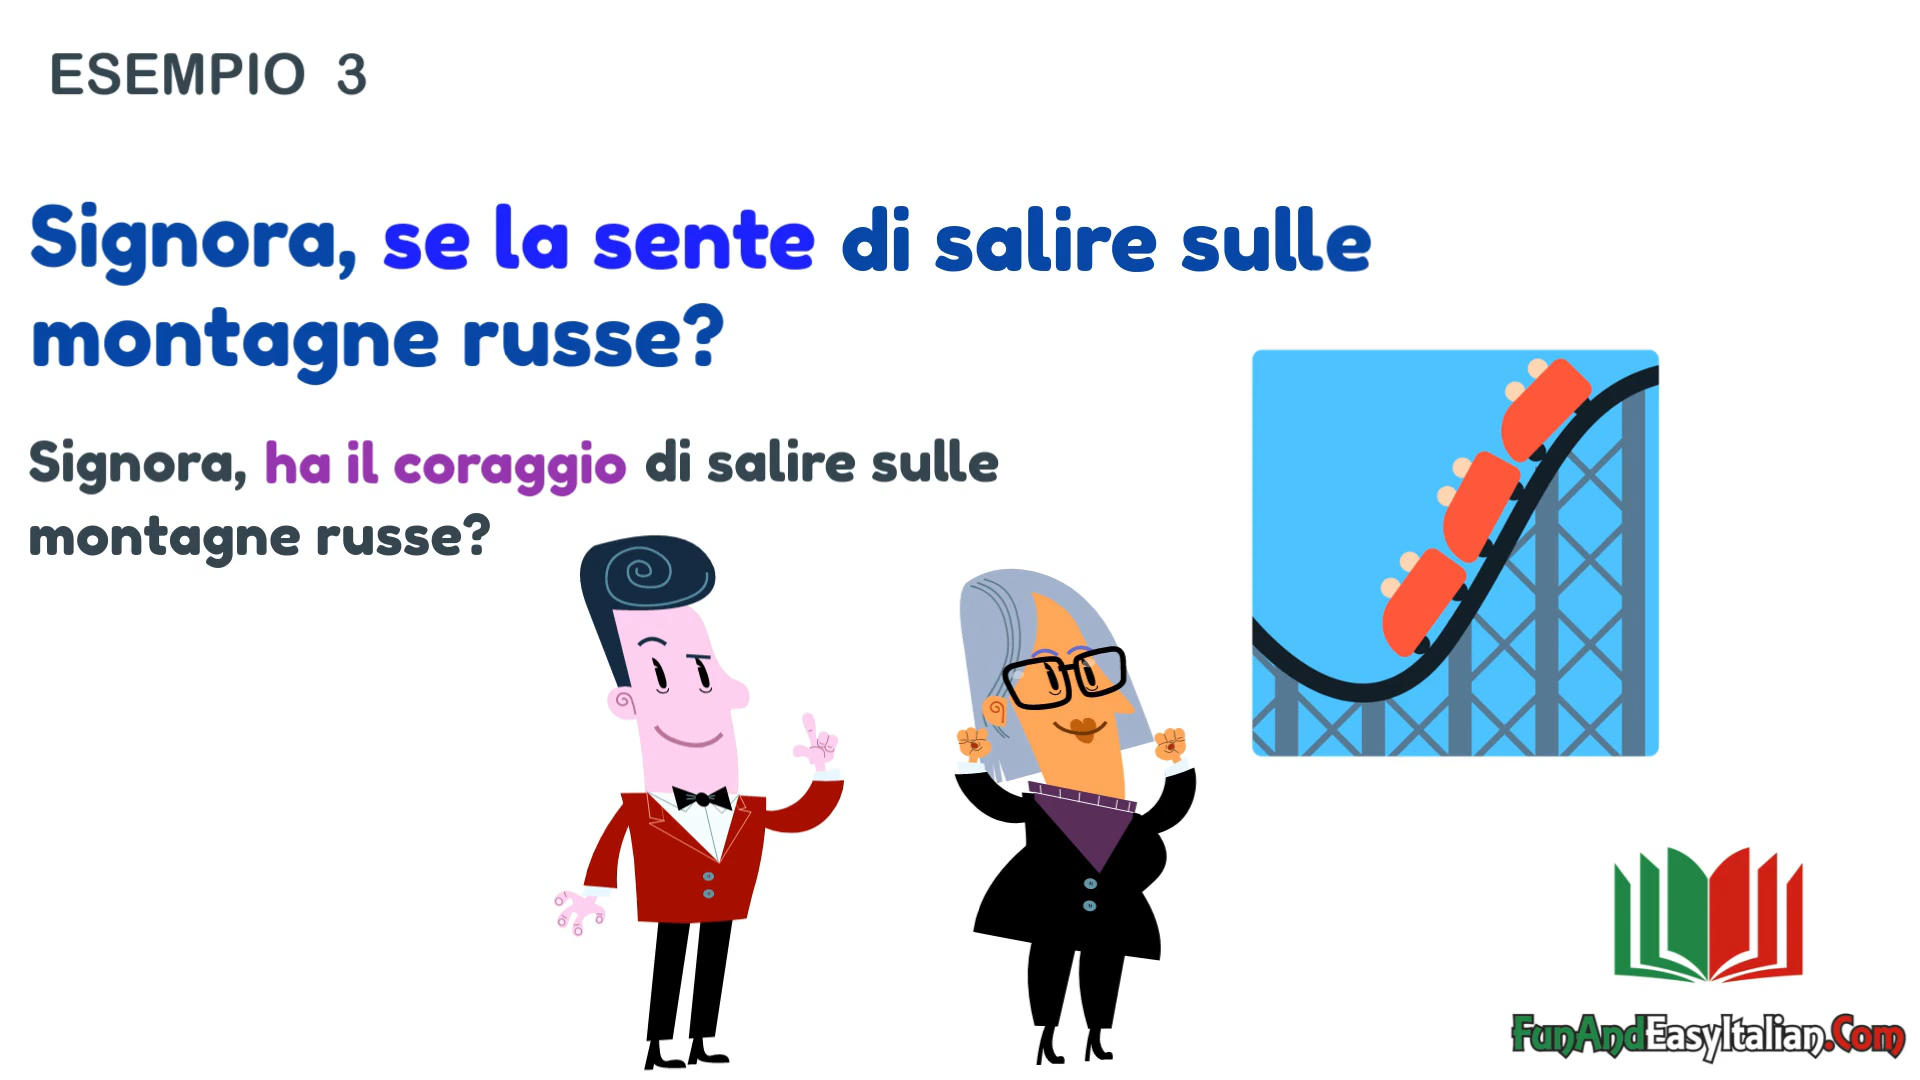 ESEMPIO 3
Signora, se la sente di salire sulle
montagne russe?
Signora, ha il coraggio di salire sulle
montagne russe?
FunAndEasyItalian.Com